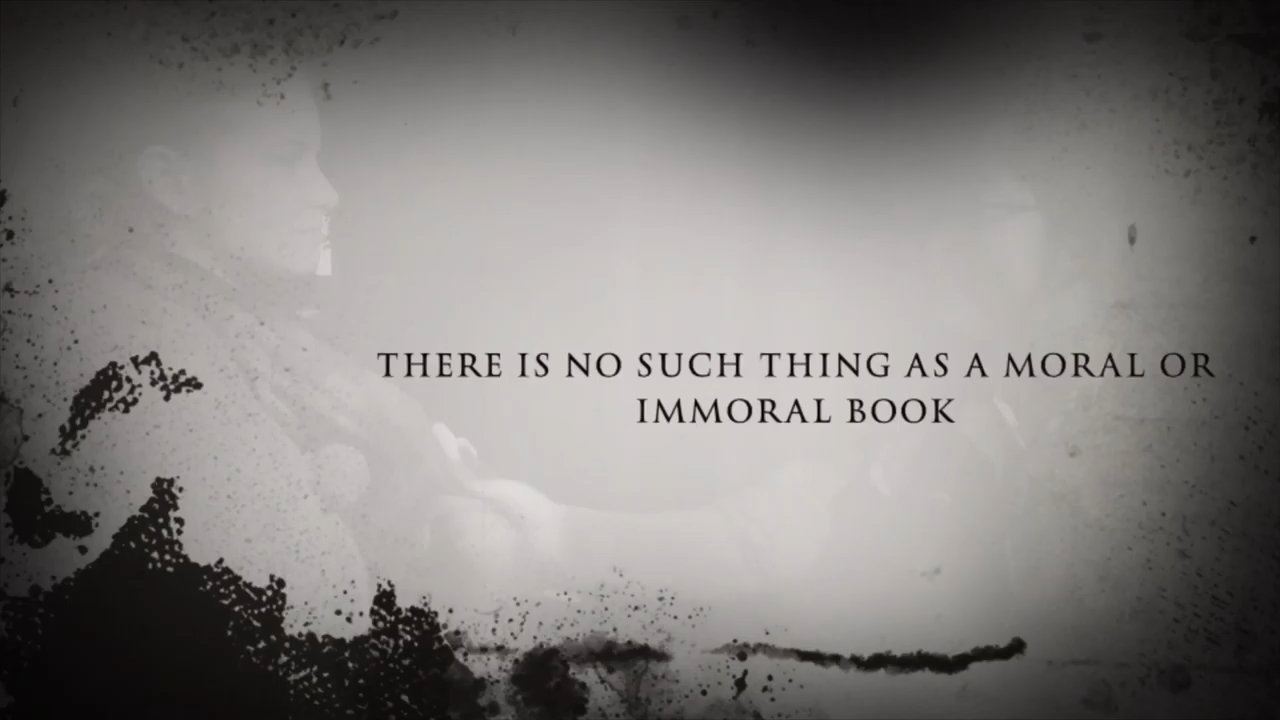 THERE IS NO SUCH THING AS A MORAL OR
IMMORAL BOOK